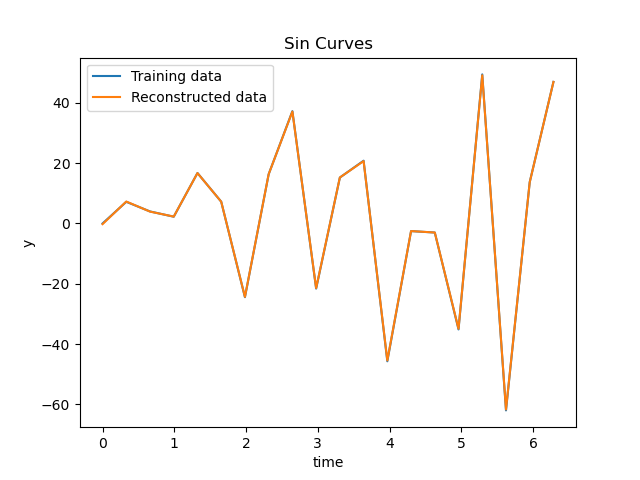 Sin Curves
Training data
Reconstructed data
40
20
0
−20
−40
−60
y
0 1 2 3 4 5 6
time